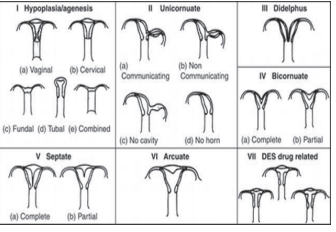 I Hypoplasia/agenesis
(a) Vaginal (b) Cervical
(c) Fundal (d) Tubal (e) Combined
II Unicornuate
(a) Communicating
(b) Non Communicating
(c) No cavity (d) No horn
III Didelphus
IV Bicornuate
(a) Complete (b) Partial
V Septate
(a) Complete (b) Partial
VI Arcuate
VII DES drug related